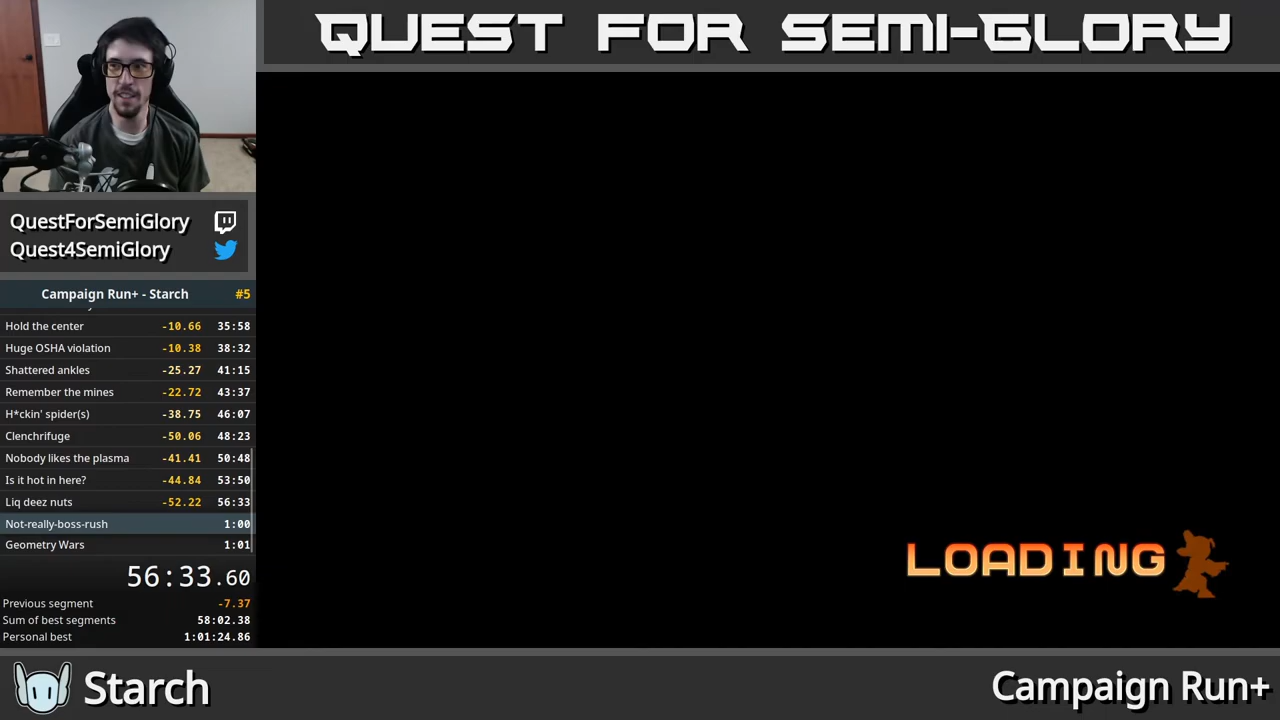 QUEST FOR SEMI-GLORY
QuestForSemiGlory
Quest4SemiGlory
Campaign Run+ - Starch #5
Hold the center -10.66 35:58
Huge OSHA violation -10.38 38:32
Shattered ankles -25.27 41:15
Remember the mines -22.72 43:37
H*ckin' spider(s) -38.75 46:07
Clenchrifuge -50.06 48:23
Nobody likes the plasma -41.41 50:48
Is it hot in here? -44.84 53:50
Liq deez nuts -52.22 56:33
Not-really-boss-rush 1:00
Geometry Wars 1:01
56:33.60
Previous segment -7.37
Sum of best segments 58:02.38
Personal best 1:01:24.86
LOADING
Starch
Campaign Run+